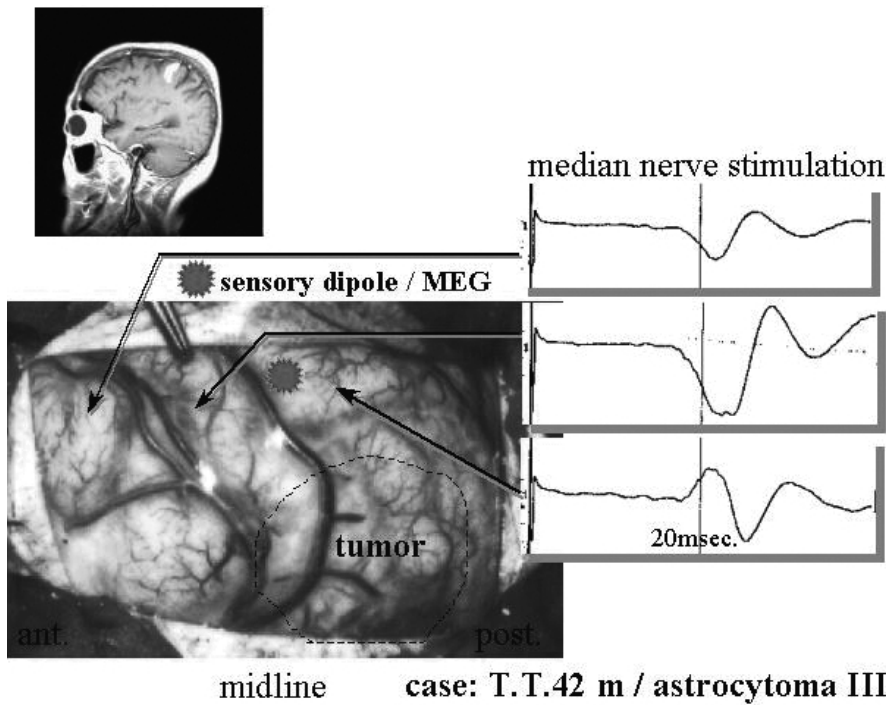 median nerve stimulation
sensory dipole / MEG
20msec.
tumor
ant.
post.
midline
case: T.T.42 m / astrocytoma III